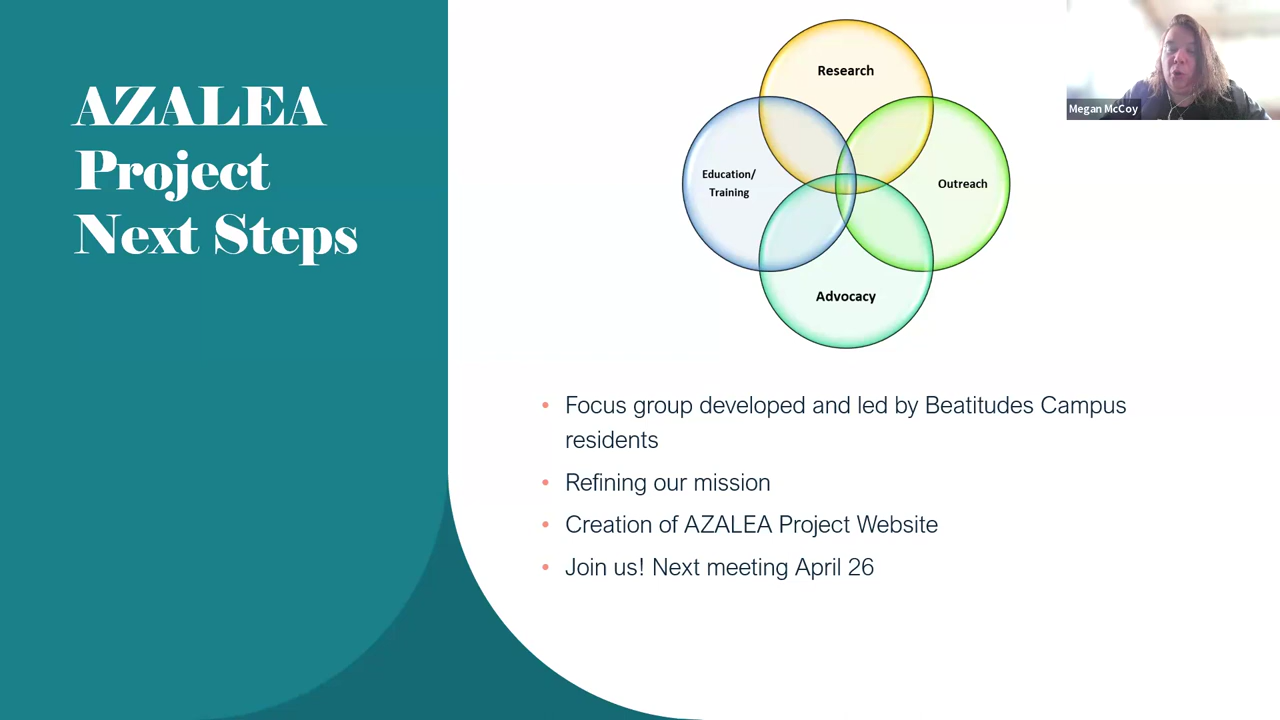 AZALEA
Project
Next Steps
Research
Education/
Training
Outreach
Advocacy
Megan McCoy
• Focus group developed and led by Beatitudes Campus
residents
• Refining our mission
• Creation of AZALEA Project Website
• Join us! Next meeting April 26